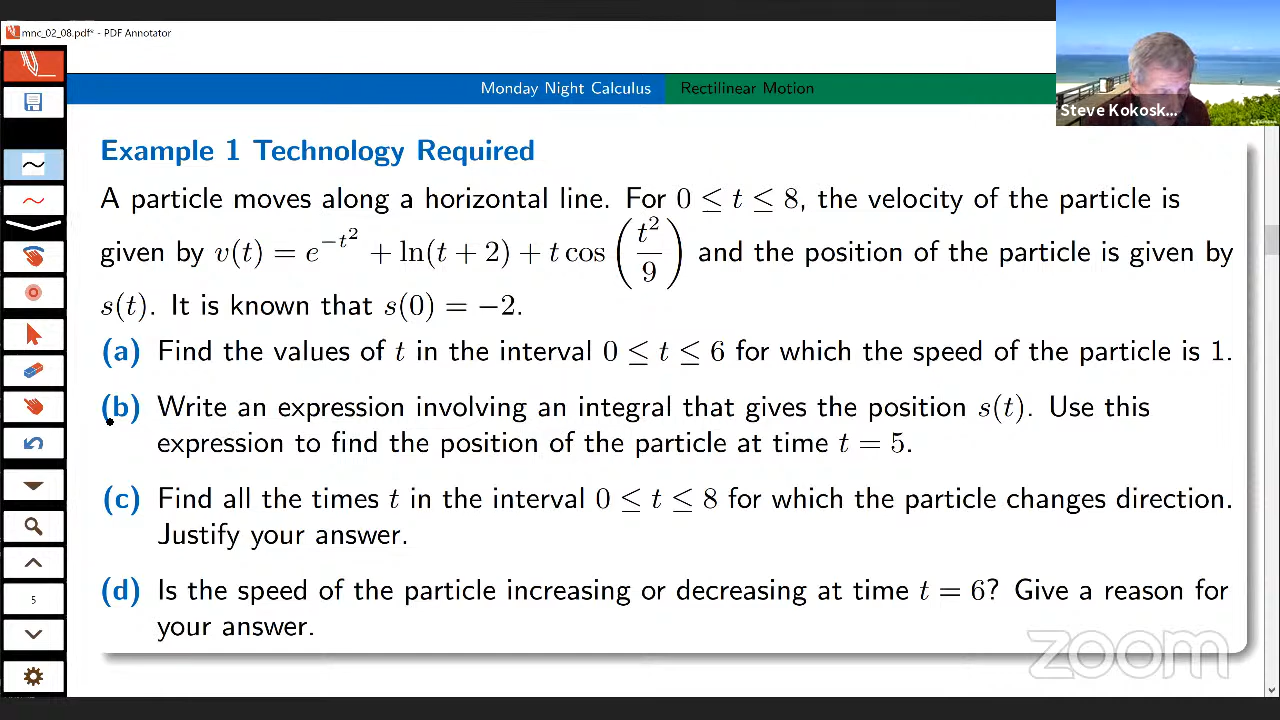 mnc_02_08.pdf* - PDF Annotator
Monday Night Calculus Rectilinear Motion
Steve Kokosk...
Example 1 Technology Required
A particle moves along a horizontal line. For 0 ≤ t ≤ 8, the velocity of the particle is
given by v(t) = e^{-t^2} + ln(t + 2) + t cos(t^2/9) and the position of the particle is given by
s(t). It is known that s(0) = −2.
(a) Find the values of t in the interval 0 ≤ t ≤ 6 for which the speed of the particle is 1.
(b) Write an expression involving an integral that gives the position s(t). Use this
expression to find the position of the particle at time t = 5.
(c) Find all the times t in the interval 0 ≤ t ≤ 8 for which the particle changes direction.
Justify your answer.
(d) Is the speed of the particle increasing or decreasing at time t = 6? Give a reason for
your answer.
5
zoom